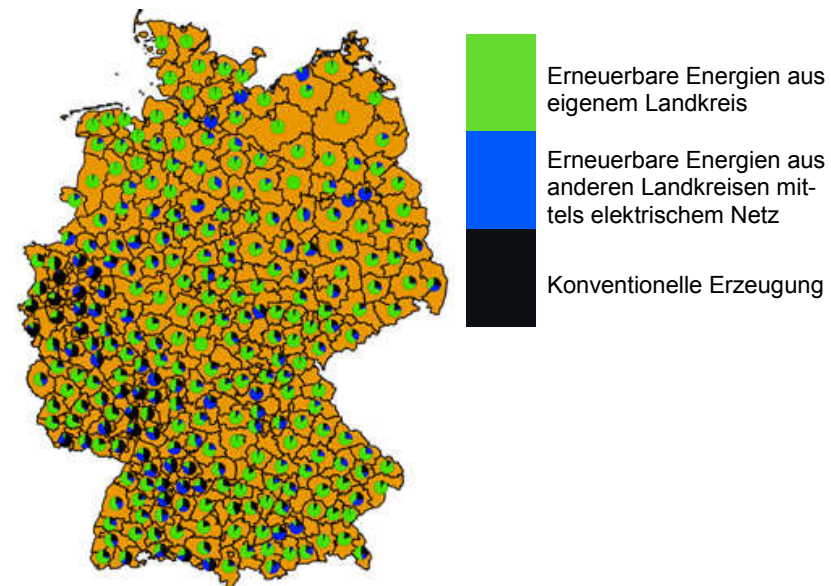 Erneuerbare Energien aus
eigenem Landkreis
Erneuerbare Energien aus
anderen Landkreisen mit-
tels elektrischem Netz
Konventionelle Erzeugung